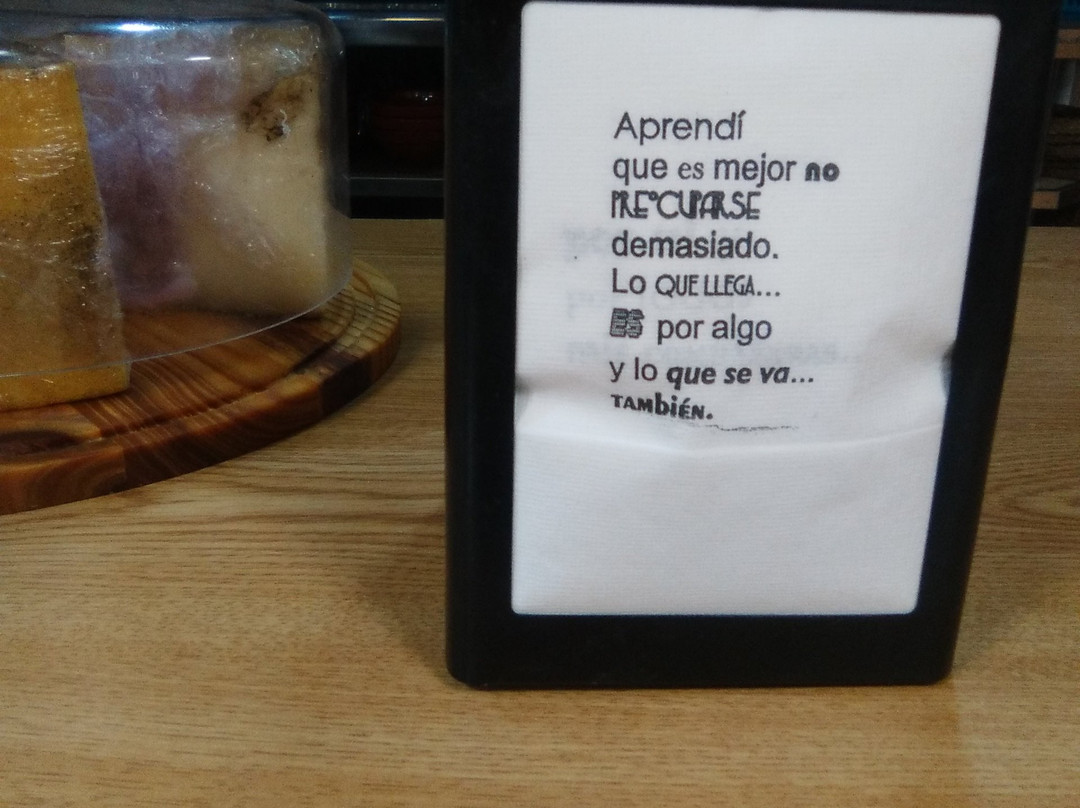 Aprendí
que es mejor no
PREOCUPARSE
demasiado.
Lo QUE LLEGA...
ES por algo
y lo que se va...
TAMbiÉN.